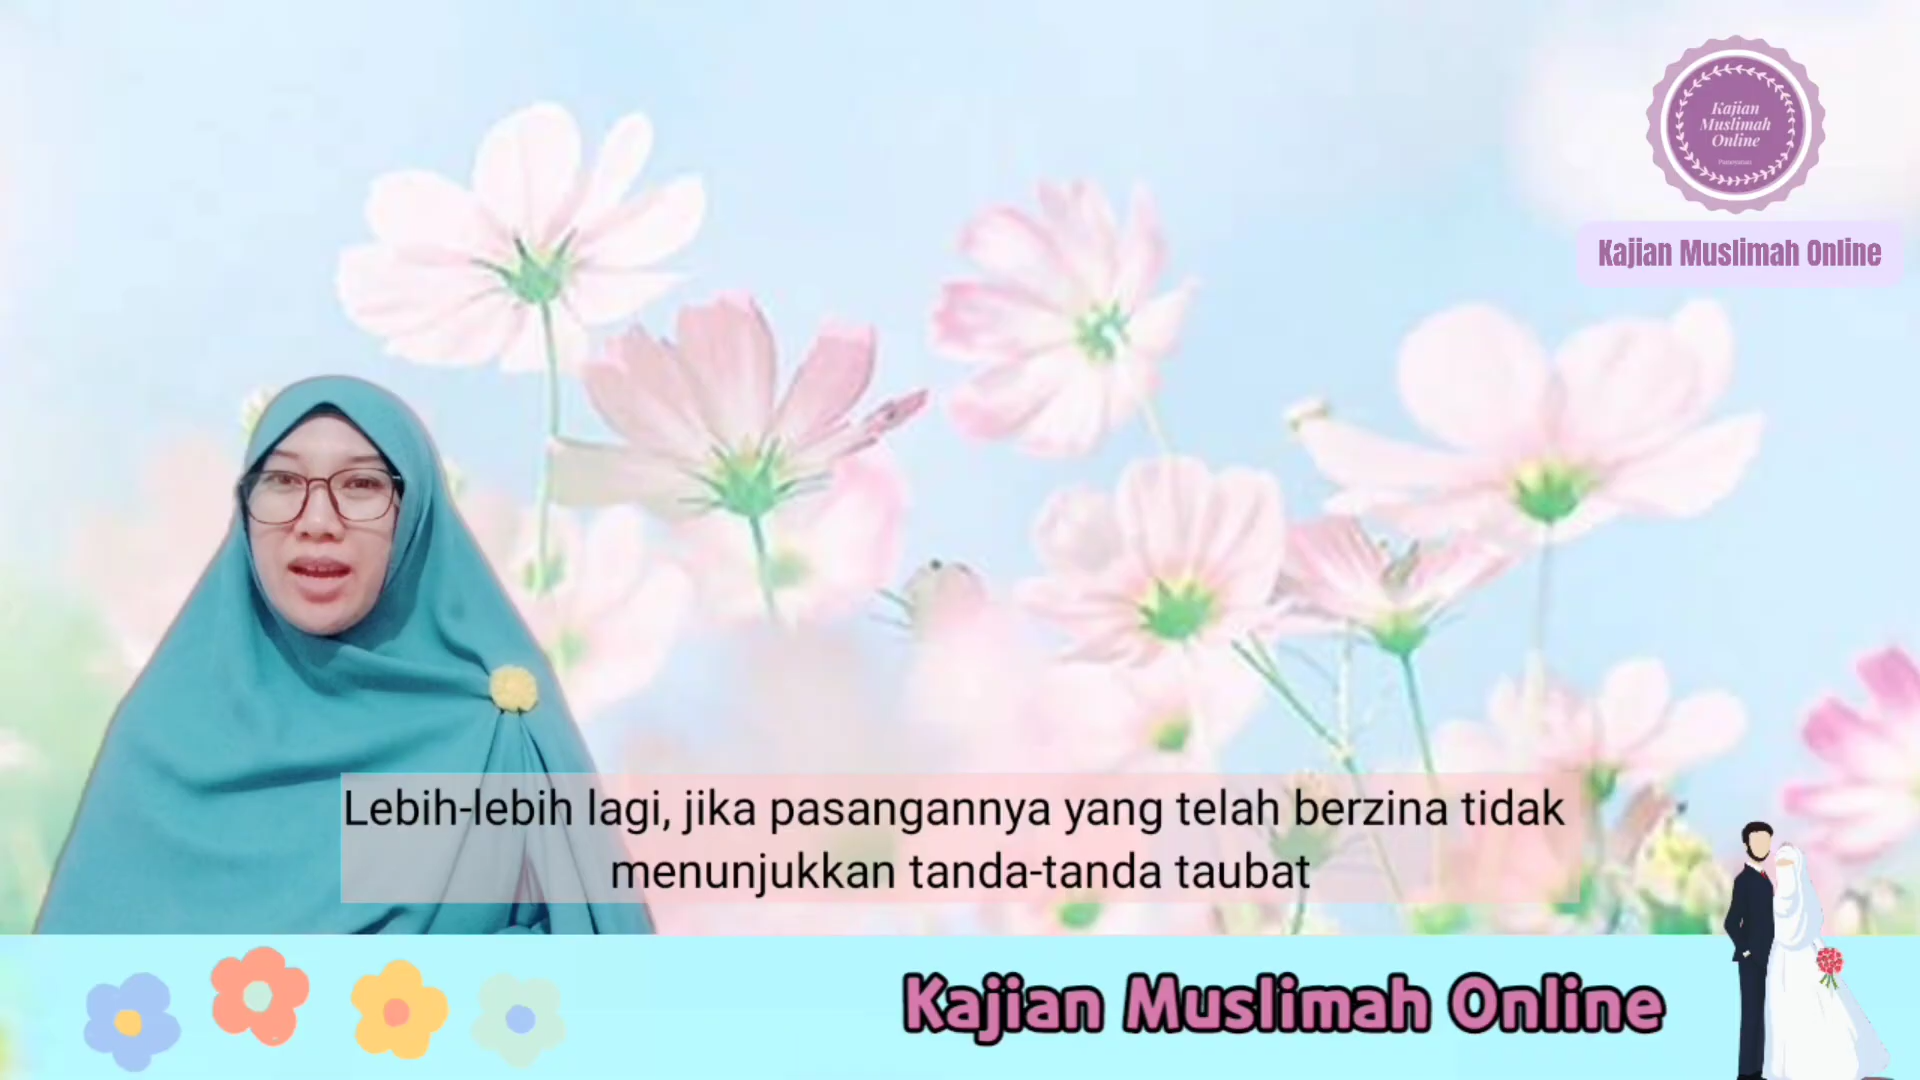 Kajian
Muslimah
Online
Kajian Muslimah Online
Lebih-lebih lagi, jika pasangannya yang telah berzina tidak
menunjukkan tanda-tanda taubat
Kajian Muslimah Online